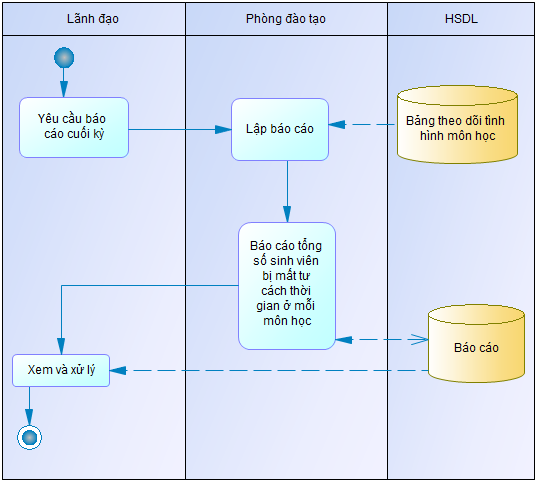 Lãnh đạo
Phòng đào tạo
HSDL
Yêu cầu báo
cáo cuối kỳ
Lập báo cáo
Bảng theo dõi tình
hình môn học
Báo cáo tổng
số sinh viên
bị mất tư
cách thời
gian ở mỗi
môn học
Báo cáo
Xem và xử lý